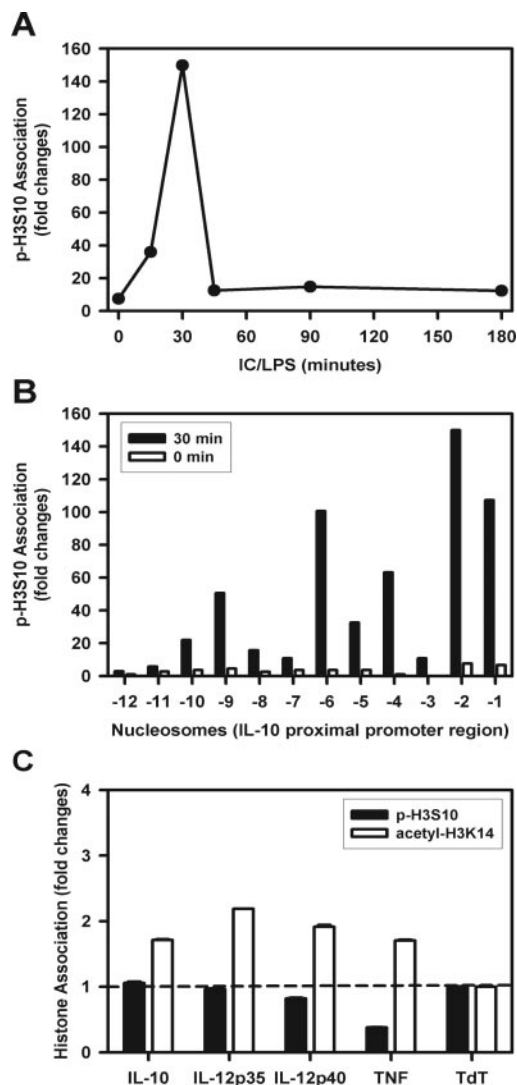 A
p-H3S10 Association
(fold changes)
160
140
120
100
80
60
40
20
0
0 30 60 90 120 150 180
IC/LPS (minutes)
B
p-H3S10 Association
(fold changes)
160
140
120
100
80
60
40
20
0
30 min
0 min
-12 -11 -10 -9 -8 -7 -6 -5 -4 -3 -2 -1
Nucleosomes (IL-10 proximal promoter region)
C
Histone Association (fold changes)
4
3
2
1
0
p-H3S10
acetyl-H3K14
IL-10 IL-12p35 IL-12p40 TNF TdT